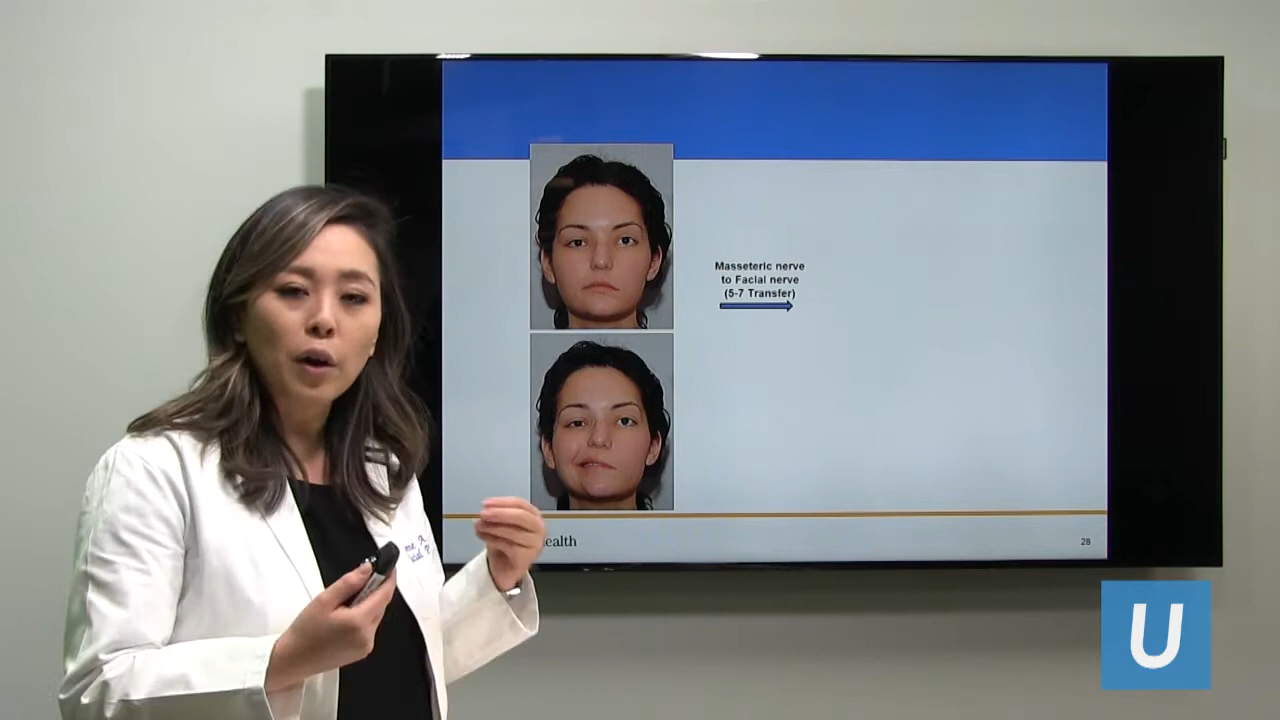 Masseteric nerve
to Facial nerve
(5-7 Transfer)
ealth
28
U